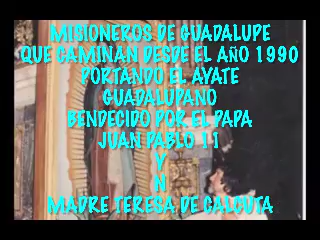 MISIONEROS DE GUADALUPE
QUE CAMINAN DESDE EL AÑO 1990
PORTANDO EL AYATE
GUADALUPANO
BENDECIDO POR EL PAPA
JUAN PABLO 11
Y
N
MADRE TERESA DE CALCUTA